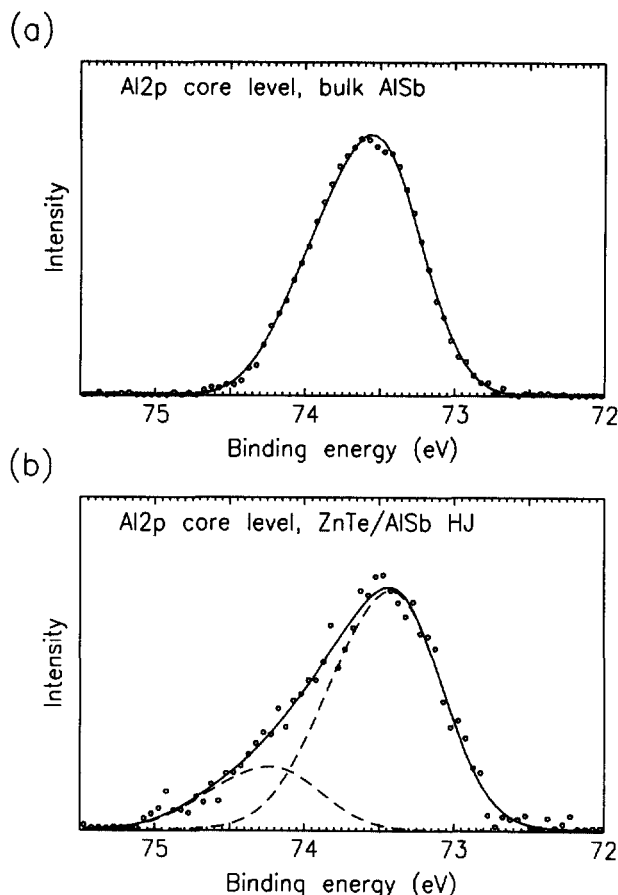 (a)
Al2p core level, bulk AlSb
Intensity
75 74 73 72
Binding energy (eV)
(b)
Al2p core level, ZnTe/AlSb HJ
Intensity
75 74 73 72
Binding energy (eV)